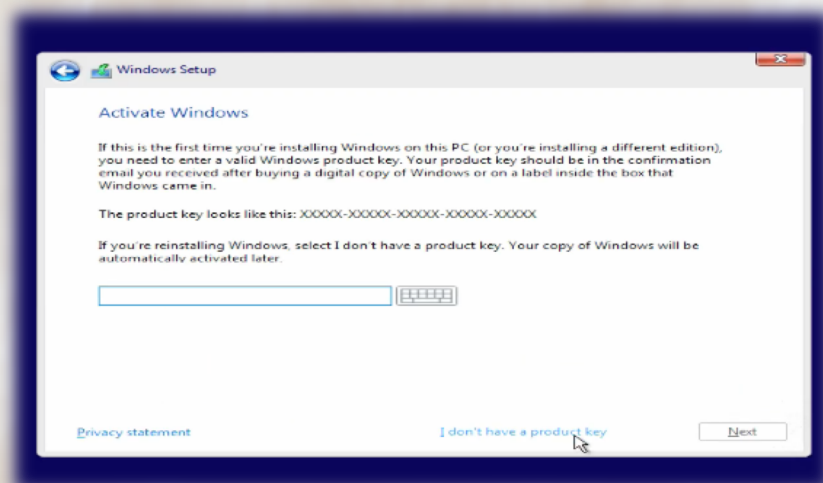 Windows Setup
Activate Windows
If this is the first time you're installing Windows on this PC (or you're installing a different edition),
you need to enter a valid Windows product key. Your product key should be in the confirmation
email you received after buying a digital copy of Windows or on a label inside the box that
Windows came in.
The product key looks like this: XXXXX-XXXXX-XXXXX-XXXXX-XXXXX
If you're reinstalling Windows, select I don't have a product key. Your copy of Windows will be
automatically activated later.
Privacy statement
I don't have a product key
Next